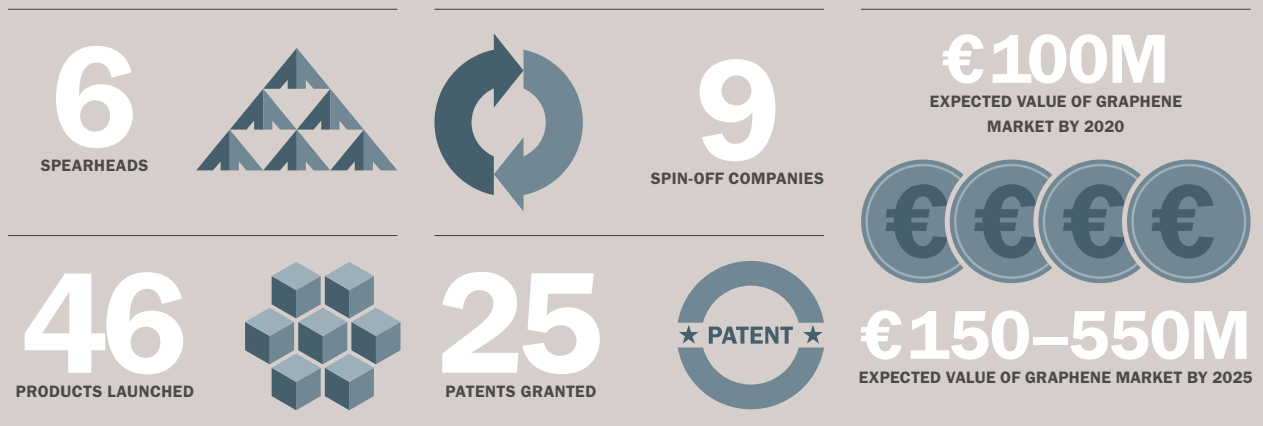 6
SPEARHEADS
9
SPIN-OFF COMPANIES
46
PRODUCTS LAUNCHED
25
PATENTS GRANTED
★ PATENT ★
€100M
EXPECTED VALUE OF GRAPHENE
MARKET BY 2020
€ € € €
€150–550M
EXPECTED VALUE OF GRAPHENE MARKET BY 2025